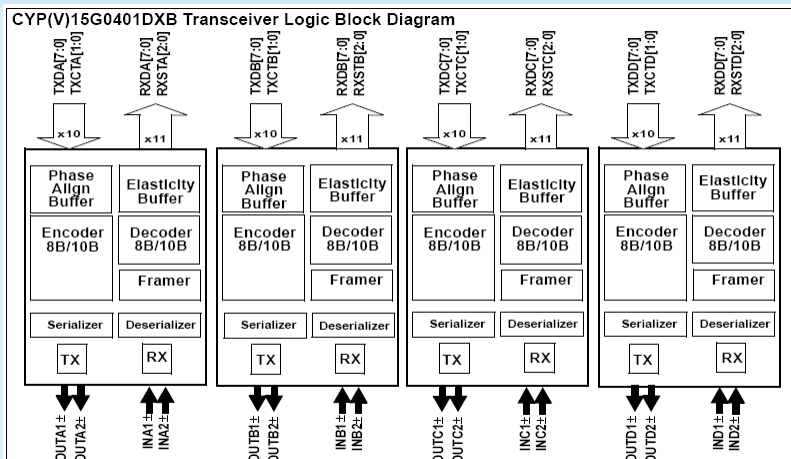 CYP(V)15G0401DXB Transceiver Logic Block Diagram
TXDA[7:0]
TXCTA[1:0]
RXDA[7:0]
RXSTA[2:0]
TXDB[7:0]
TXCTB[1:0]
RXDB[7:0]
RXSTB[2:0]
TXDC[7:0]
TXCTC[1:0]
RXDC[7:0]
RXSTC[2:0]
TXDD[7:0]
TXCTD[1:0]
RXDD[7:0]
RXSTD[2:0]
x10
x11
x10
x11
x10
x11
x10
x11
Phase
Align
Buffer
Elasticity
Buffer
Encoder
8B/10B
Decoder
8B/10B
Framer
Serializer
Deserializer
TX
RX
Phase
Align
Buffer
Elasticity
Buffer
Encoder
8B/10B
Decoder
8B/10B
Framer
Serializer
Deserializer
TX
RX
Phase
Align
Buffer
Elasticity
Buffer
Encoder
8B/10B
Decoder
8B/10B
Framer
Serializer
Deserializer
TX
RX
Phase
Align
Buffer
Elasticity
Buffer
Encoder
8B/10B
Decoder
8B/10B
Framer
Serializer
Deserializer
TX
RX
OUTA1±
OUTA2±
INA1±
INA2±
OUTB1±
OUTB2±
INB1±
INB2±
OUTC1±
OUTC2±
INC1±
INC2±
OUTD1±
OUTD2±
IND1±
IND2±